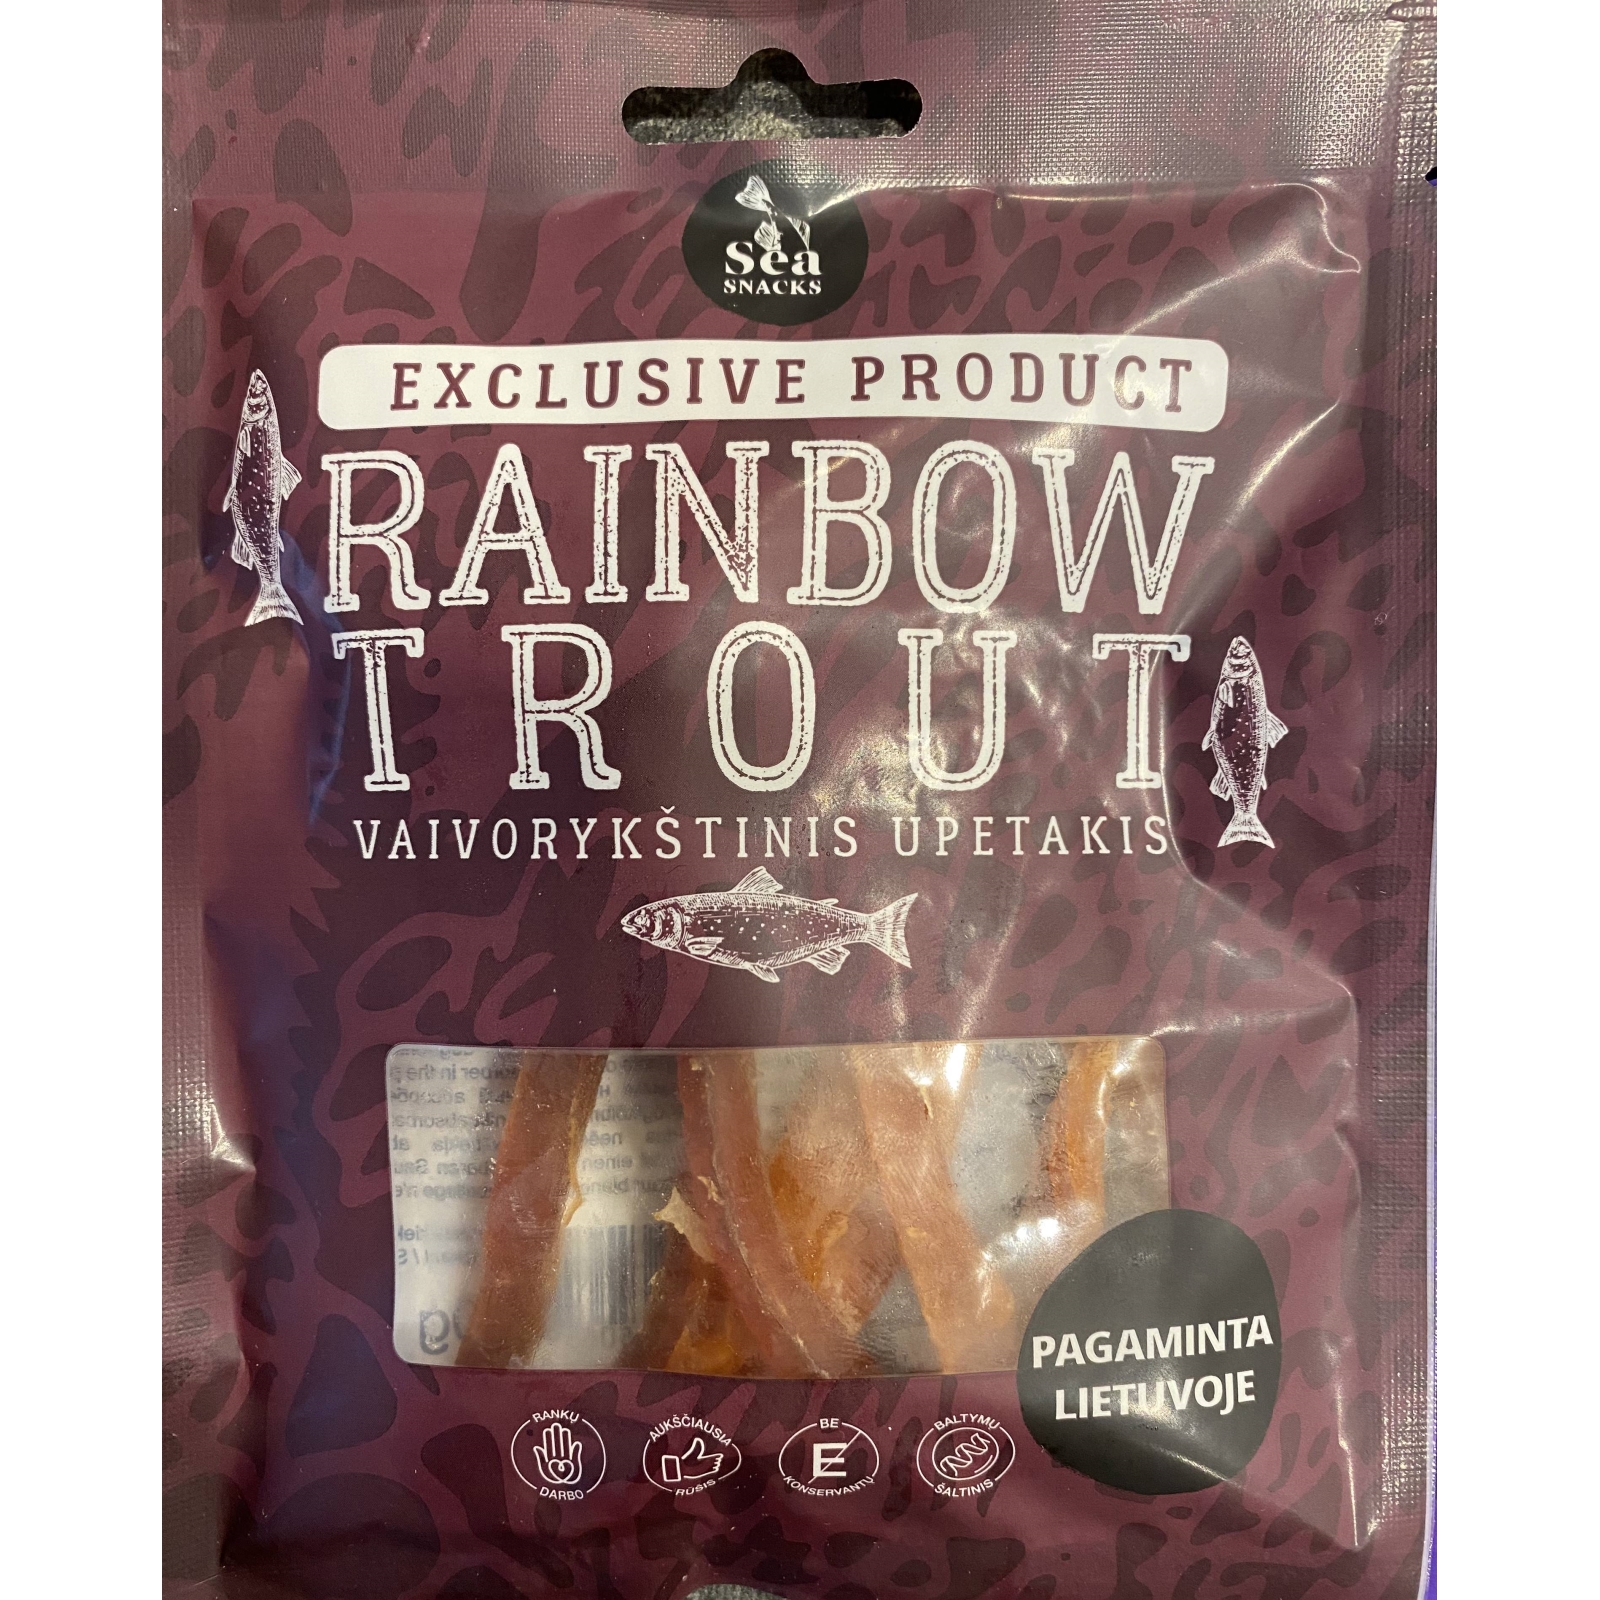 Sea
SNACKS
EXCLUSIVE PRODUCT
RAINBOW
TROUT
VAIVORYKŠTINIS UPETAKIS
PAGAMINTA
LIETUVOJE
RANKŲ
DARBO
AUKŠČIAUSIA
RŪŠIS
BE
E
KONSERVANTŲ
BALTYMŲ
ŠALTINIS